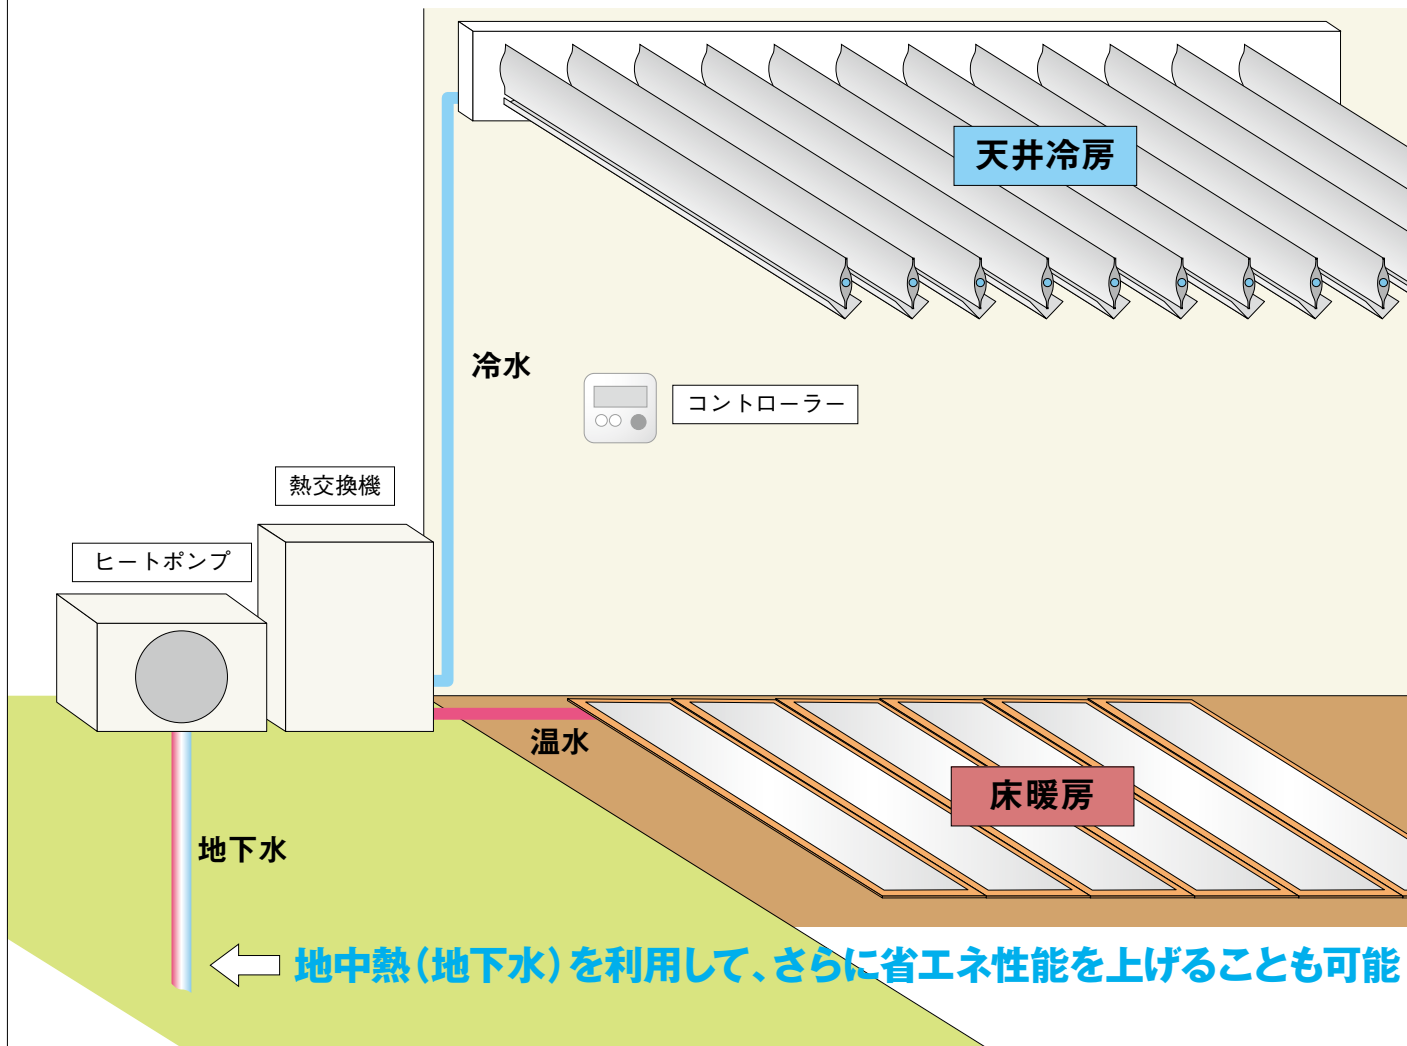 天井冷房
冷水
コントローラー
熱交換機
ヒートポンプ
温水
床暖房
地下水
地中熱(地下水)を利用して、さらに省エネ性能を上げることも可能